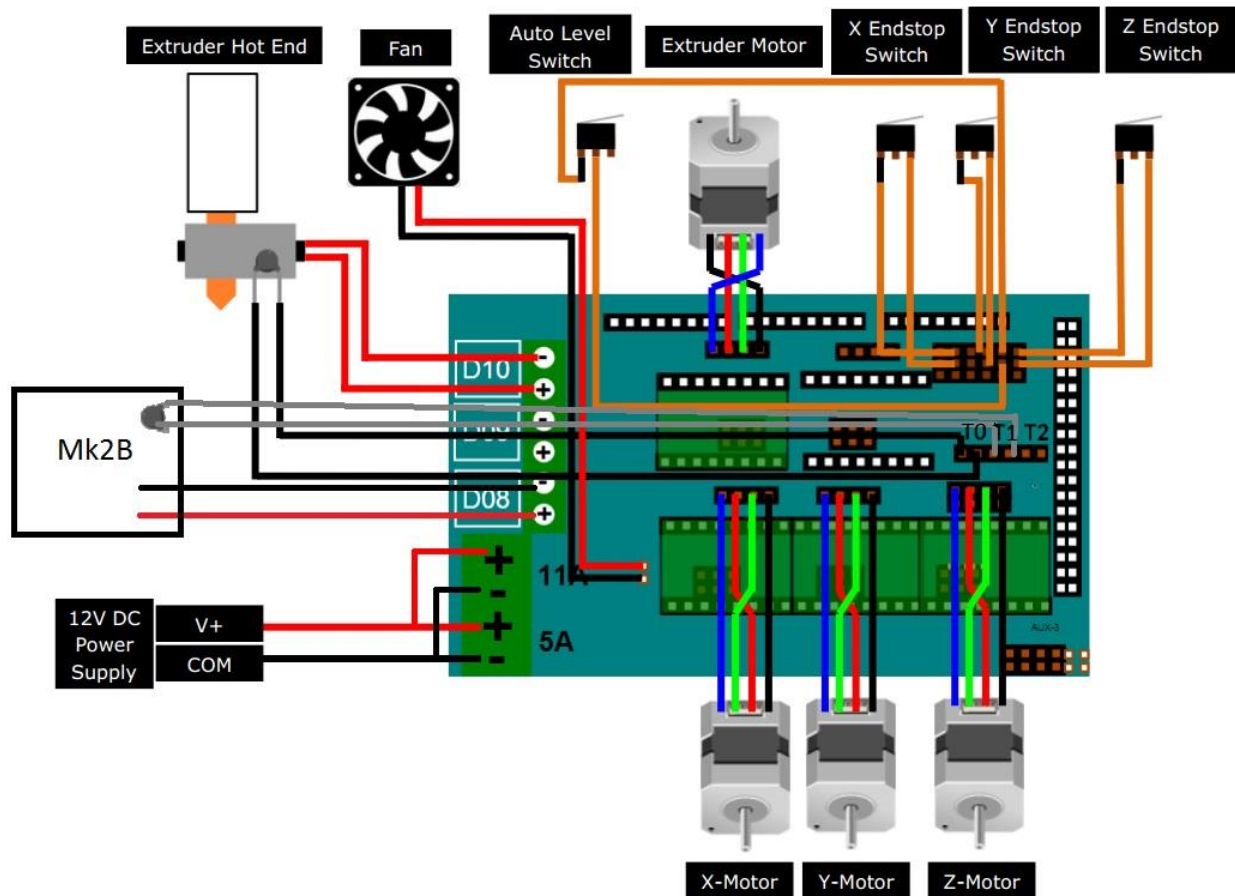 Extruder Hot End
Fan
Auto Level
Switch
Extruder Motor
X Endstop
Switch
Y Endstop
Switch
Z Endstop
Switch
D10
-
+
D09
-
+
D08
-
+
Mk2B
T0 T1 T2
+
-
11A
+
-
5A
12V DC
Power
Supply
V+
COM
AUX-3
X-Motor
Y-Motor
Z-Motor